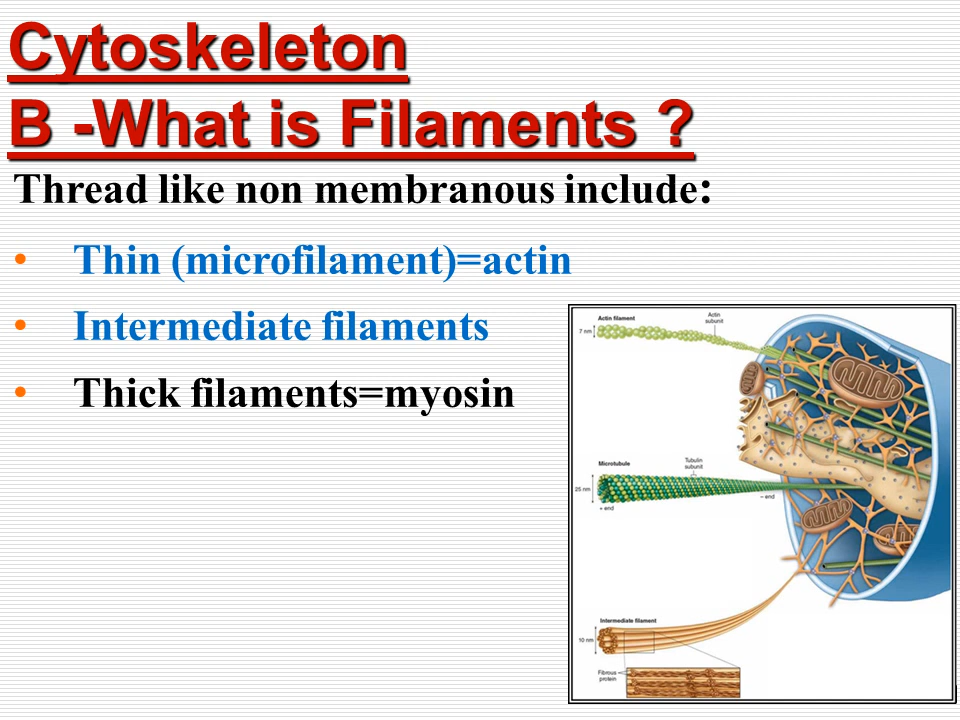 Cytoskeleton
B -What is Filaments ?
Thread like non membranous include:
• Thin (microfilament)=actin
• Intermediate filaments
• Thick filaments=myosin
Actin filament
Actin
subunit
7 nm
Microtubule
Tubulin
subunit
25 nm
– end
+ end
Intermediate filament
10 nm
Fibrous
protein